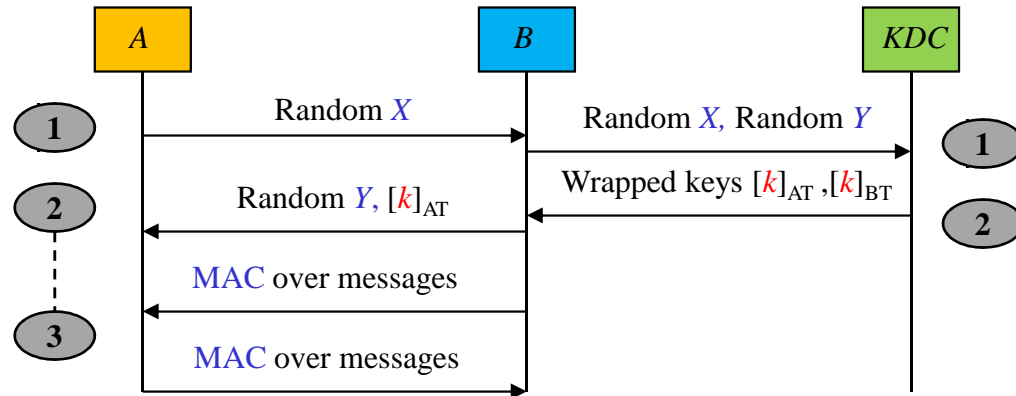 A
B
KDC
1
Random X
Random X, Random Y
1
Wrapped keys [k]AT ,[k]BT
2
Random Y, [k]AT
2
MAC over messages
3
MAC over messages